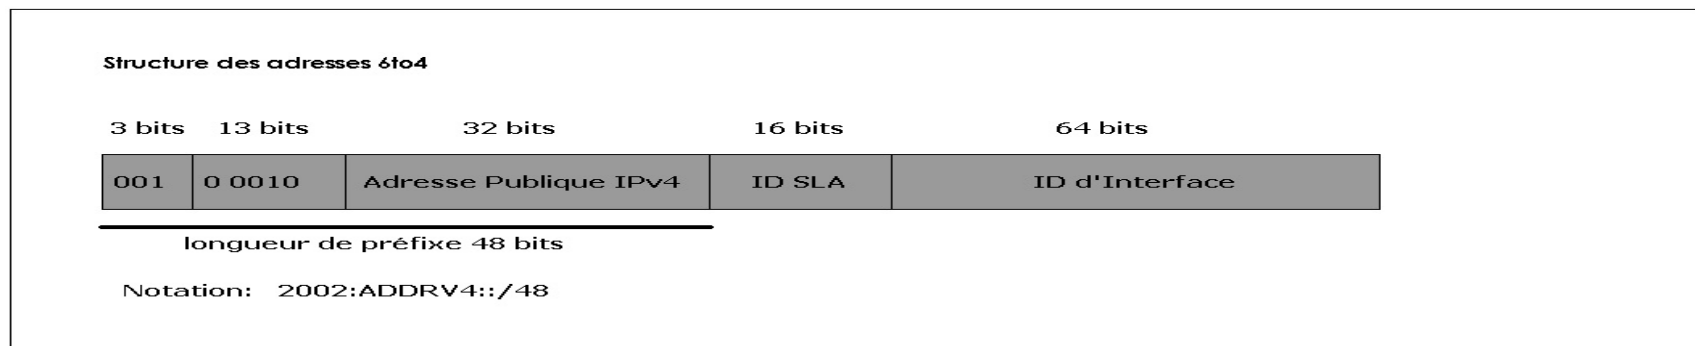 Structure des adresses 6to4
3 bits 13 bits 32 bits 16 bits 64 bits
001 0 0010 Adresse Publique IPv4 ID SLA ID d'Interface
longueur de préfixe 48 bits
Notation: 2002:ADDRV4::/48